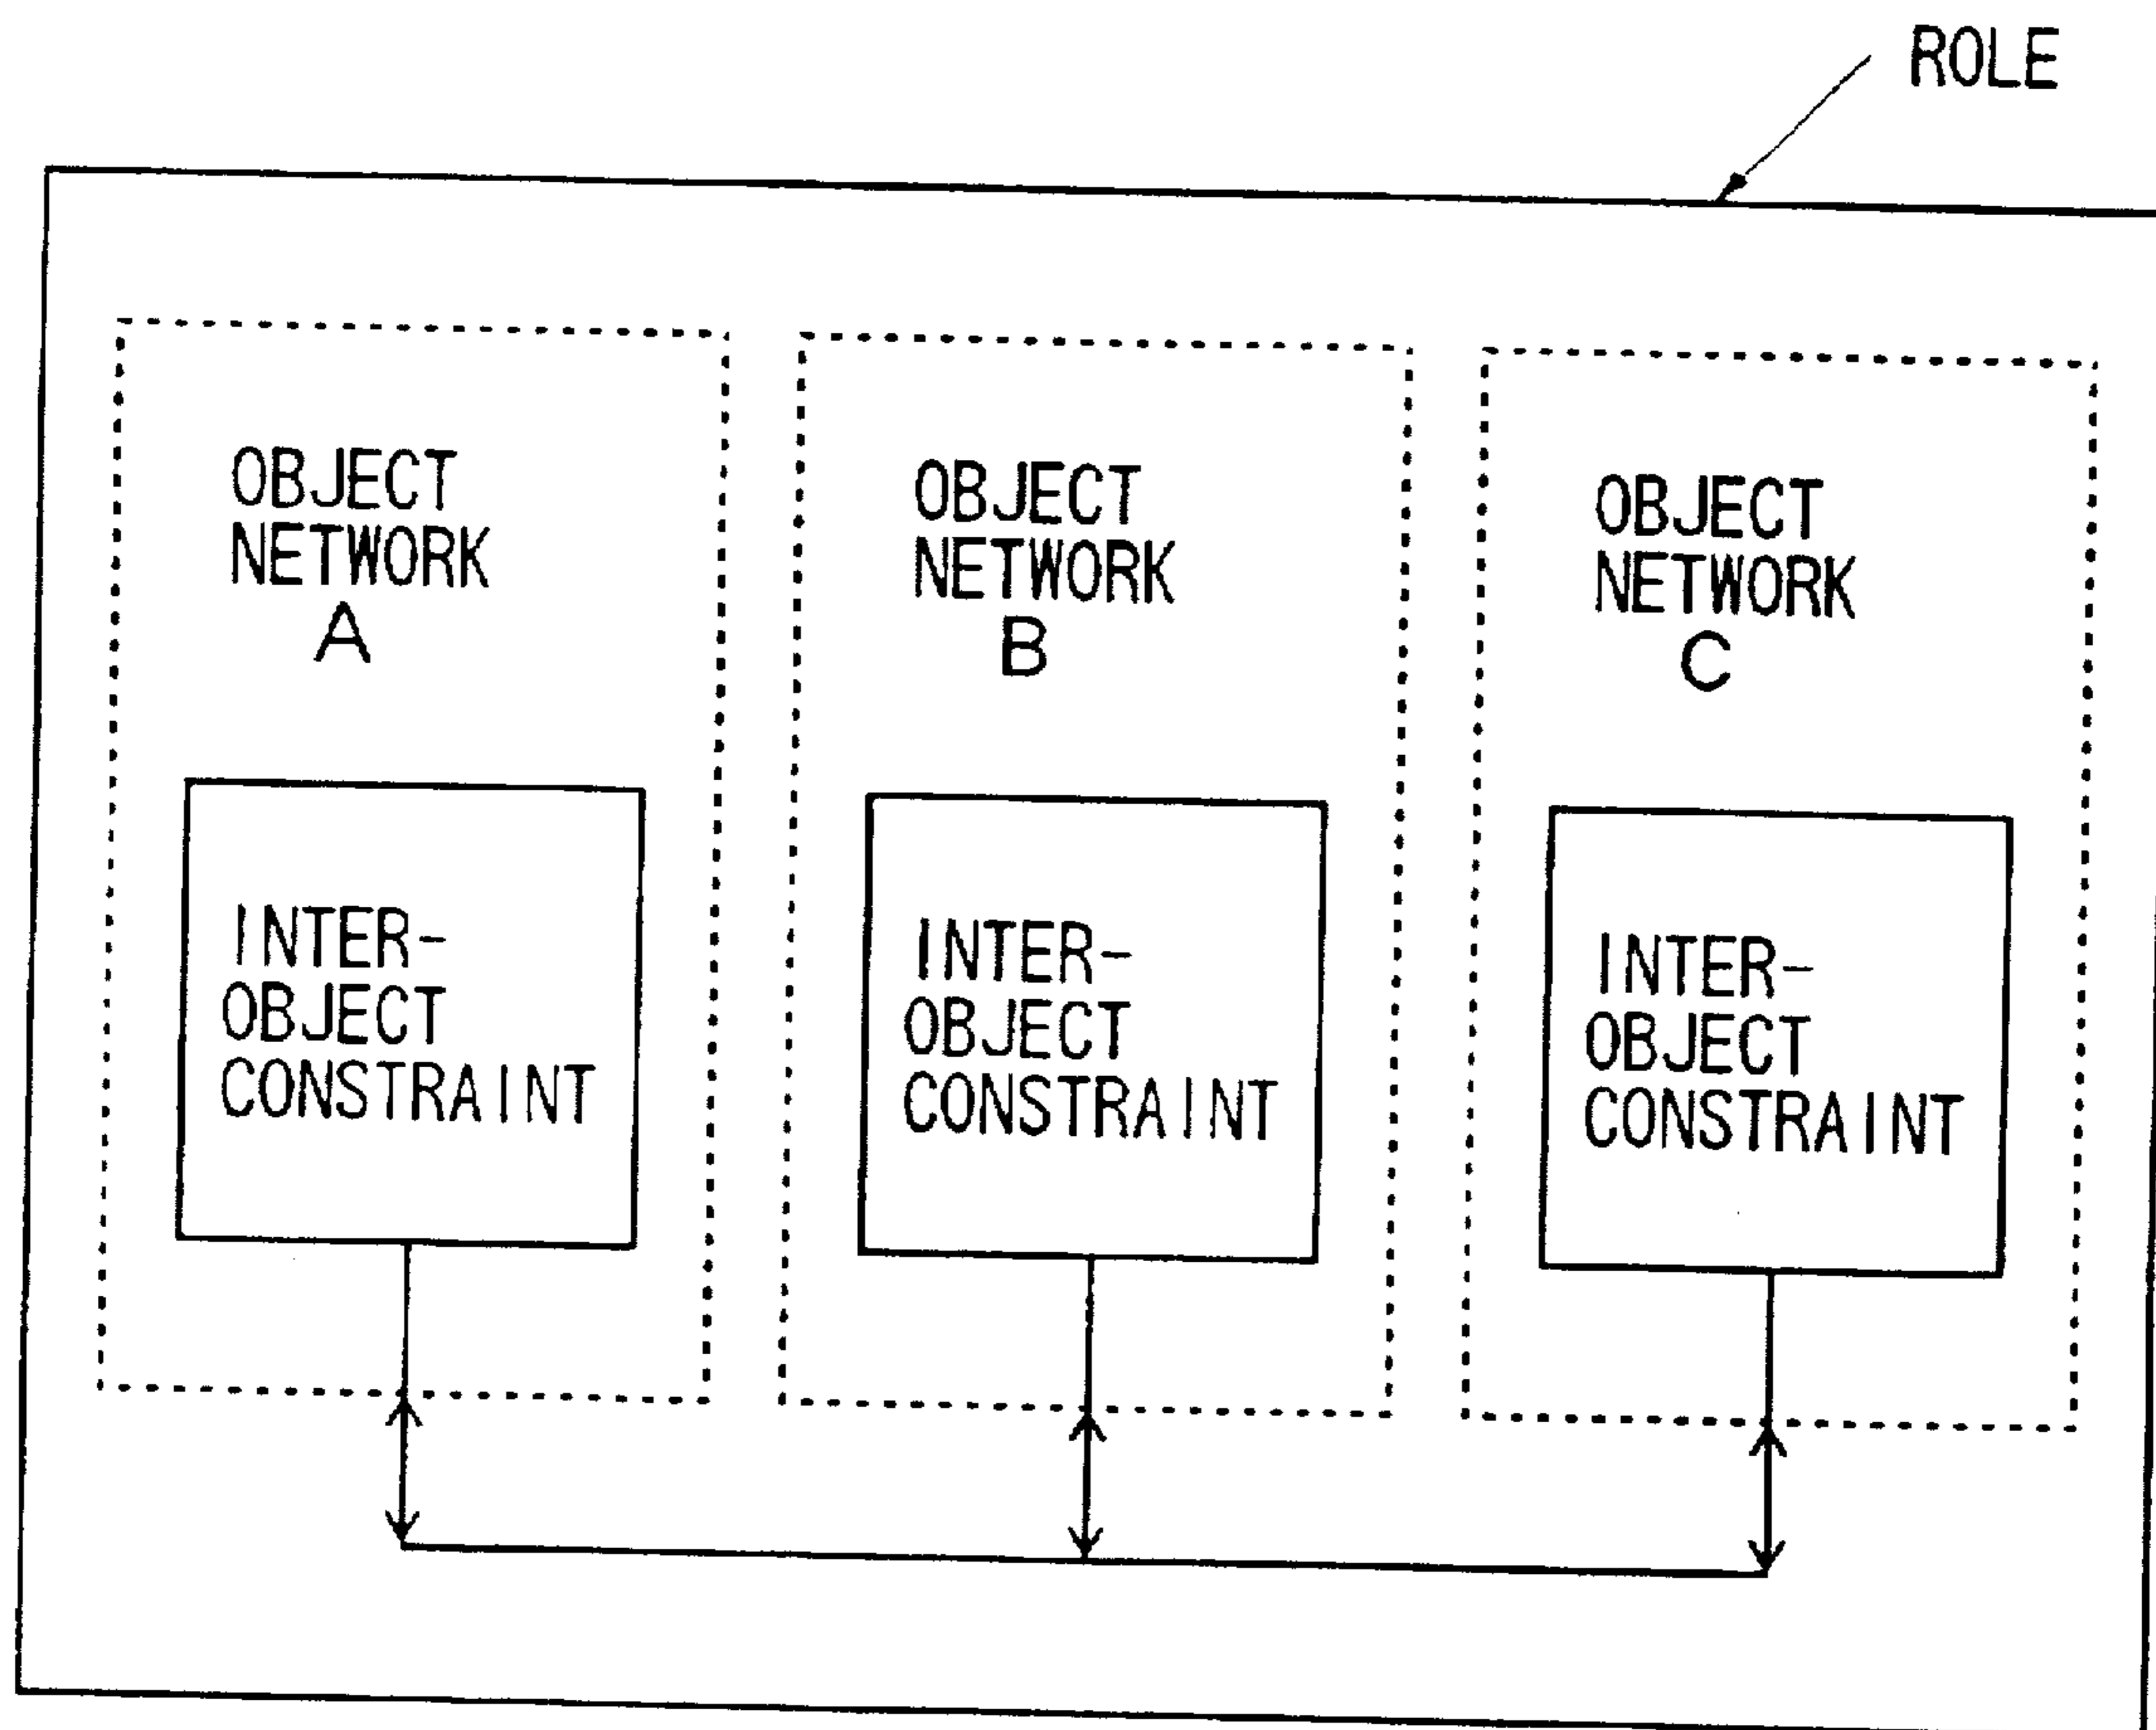 ROLE
OBJECT
NETWORK
A
OBJECT
NETWORK
B
OBJECT
NETWORK
C
INTER-
OBJECT
CONSTRAINT
INTER-
OBJECT
CONSTRAINT
INTER-
OBJECT
CONSTRAINT